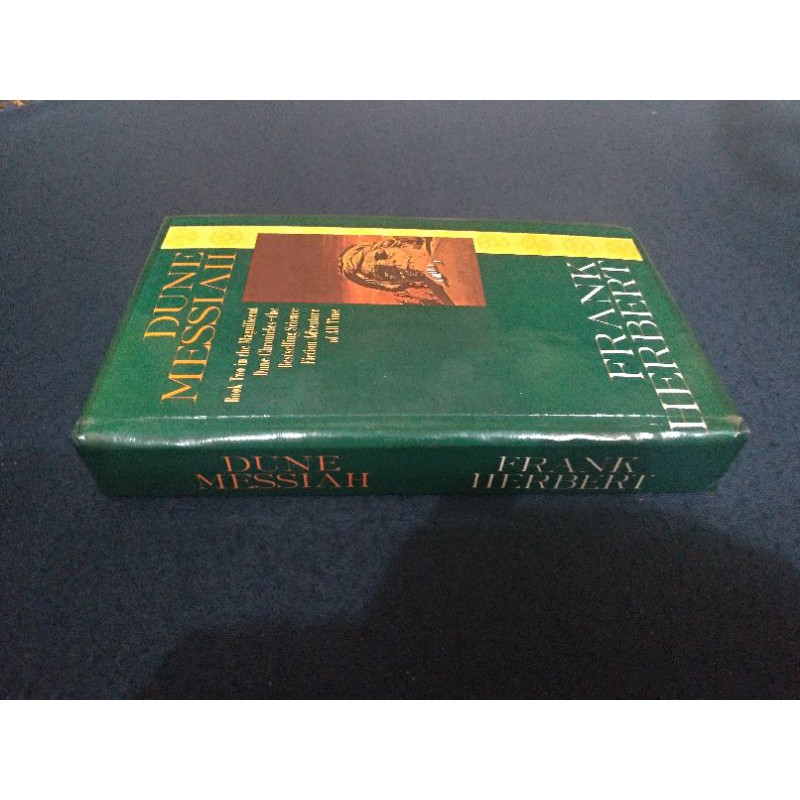 DUNE
MESSIAH
Book Two in the Magnificent
Dune Chronicles–the
Bestselling Science
Fiction Adventure
of All Time
FRANK
HERBERT
DUNE
MESSIAH
FRANK
HERBERT